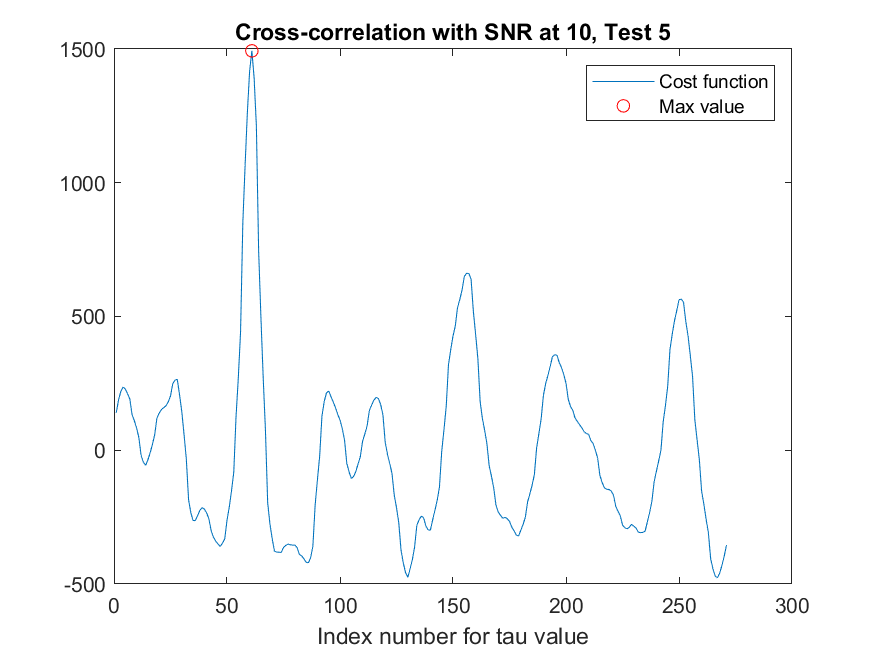 Cross-correlation with SNR at 10, Test 5
1500
1000
500
0
-500
Cost function
Max value
0 50 100 150 200 250 300
Index number for tau value